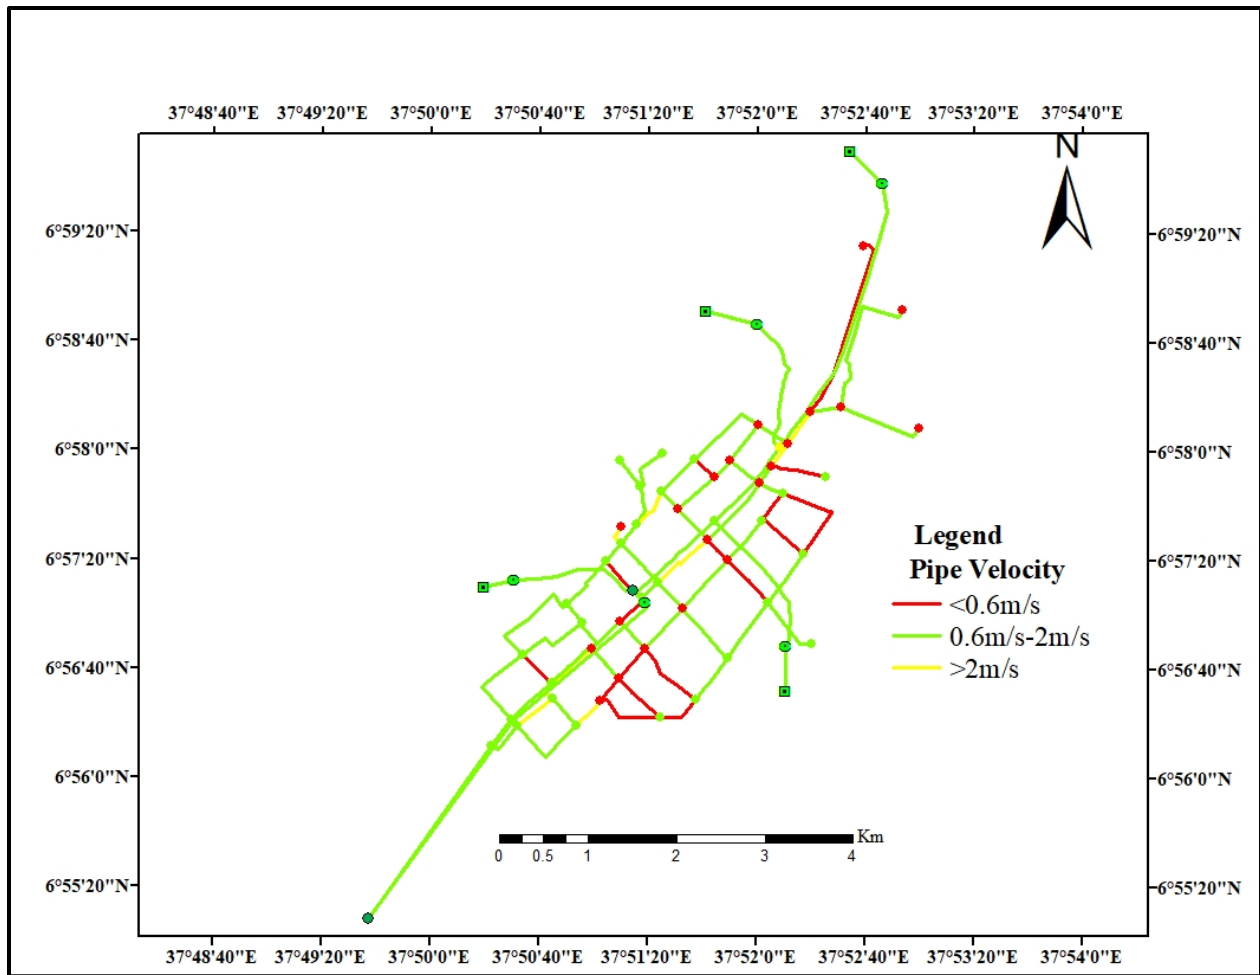 37°48'40"E 37°49'20"E 37°50'0"E 37°50'40"E 37°51'20"E 37°52'0"E 37°52'40"E 37°53'20"E 37°54'0"E
N
6°59'20"N 6°59'20"N
6°58'40"N 6°58'40"N
6°58'0"N 6°58'0"N
6°57'20"N 6°57'20"N
Legend
Pipe Velocity
<0.6m/s
0.6m/s-2m/s
>2m/s
6°56'40"N 6°56'40"N
6°56'0"N 6°56'0"N
Km
0 0.5 1 2 3 4
6°55'20"N 6°55'20"N
37°48'40"E 37°49'20"E 37°50'0"E 37°50'40"E 37°51'20"E 37°52'0"E 37°52'40"E 37°53'20"E 37°54'0"E